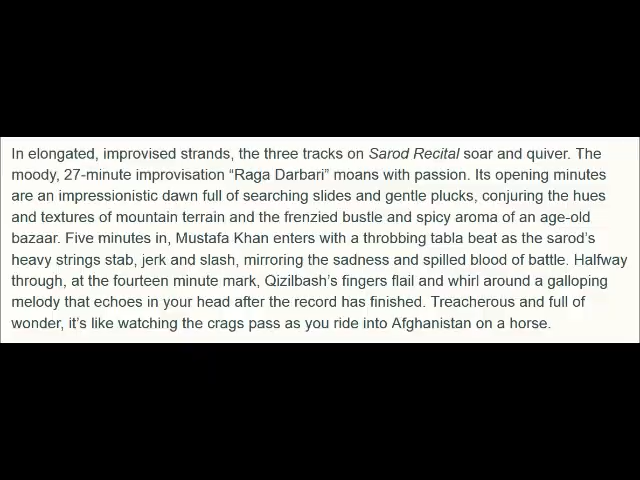 In elongated, improvised strands, the three tracks on Sarod Recital soar and quiver. The
moody, 27-minute improvisation “Raga Darbari” moans with passion. Its opening minutes
are an impressionistic dawn full of searching slides and gentle plucks, conjuring the hues
and textures of mountain terrain and the frenzied bustle and spicy aroma of an age-old
bazaar. Five minutes in, Mustafa Khan enters with a throbbing tabla beat as the sarod’s
heavy strings stab, jerk and slash, mirroring the sadness and spilled blood of battle. Halfway
through, at the fourteen minute mark, Qizilbash’s fingers flail and whirl around a galloping
melody that echoes in your head after the record has finished. Treacherous and full of
wonder, it’s like watching the crags pass as you ride into Afghanistan on a horse.